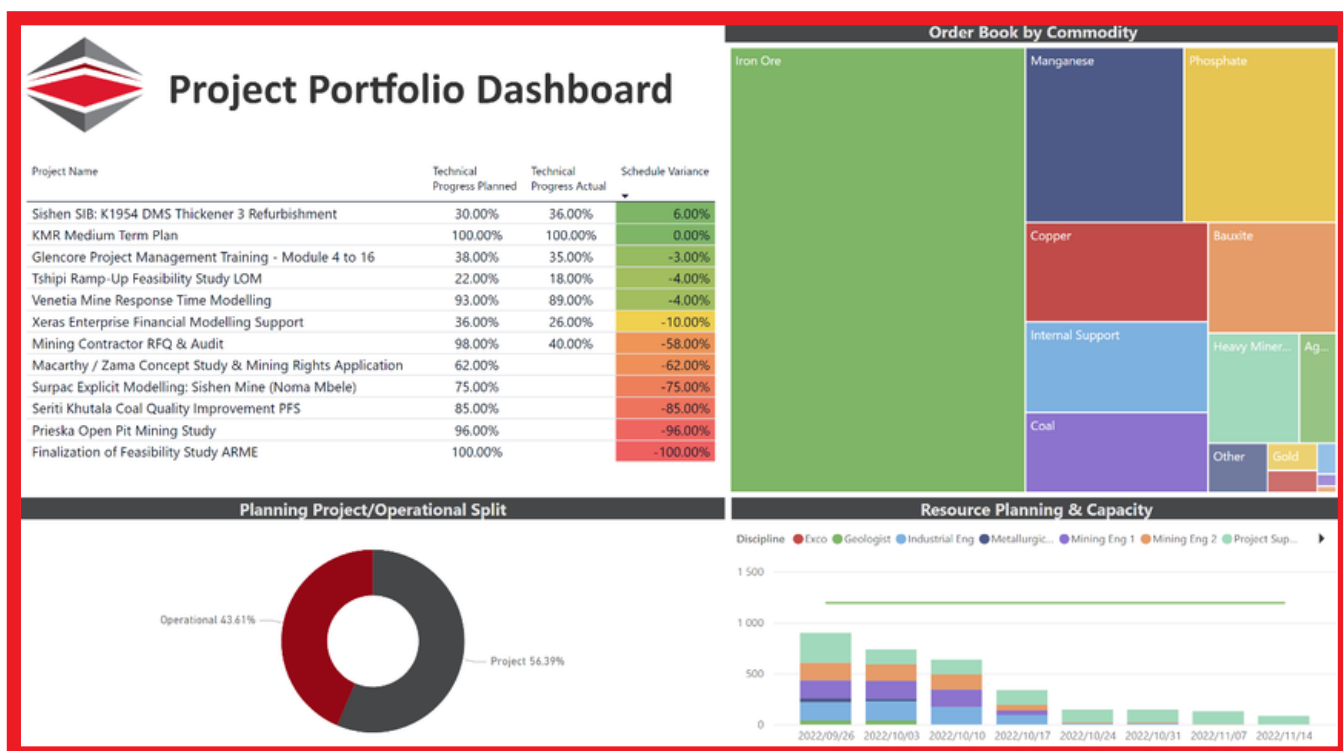 Project Portfolio Dashboard
Project Name Technical Progress Planned Technical Progress Actual Schedule Variance
Sishen SIB: K1954 DMS Thickener 3 Refurbishment 30.00% 36.00% 6.00%
KMR Medium Term Plan 100.00% 100.00% 0.00%
Glencore Project Management Training - Module 4 to 16 38.00% 35.00% -3.00%
Tshipi Ramp-Up Feasibility Study LOM 22.00% 18.00% -4.00%
Venetia Mine Response Time Modelling 93.00% 89.00% -4.00%
Xeras Enterprise Financial Modelling Support 36.00% 26.00% -10.00%
Mining Contractor RFQ & Audit 98.00% 40.00% -58.00%
Macarthy / Zama Concept Study & Mining Rights Application 62.00% -62.00%
Surpac Explicit Modelling: Sishen Mine (Noma Mbele) 75.00% -75.00%
Seriti Khutala Coal Quality Improvement PFS 85.00% -85.00%
Prieska Open Pit Mining Study 96.00% -96.00%
Finalization of Feasibility Study ARME 100.00% -100.00%
Order Book by Commodity
Iron Ore
Manganese
Phosphate
Copper
Bauxite
Internal Support
Heavy Miner...
Ag...
Coal
Other
Gold
Planning Project/Operational Split
Operational 43.61%
Project 56.39%
Resource Planning & Capacity
Discipline Exco Geologist Industrial Eng Metallurgic... Mining Eng 1 Mining Eng 2 Project Sup...
1 500
1 000
500
0
2022/09/26 2022/10/03 2022/10/10 2022/10/17 2022/10/24 2022/10/31 2022/11/07 2022/11/14